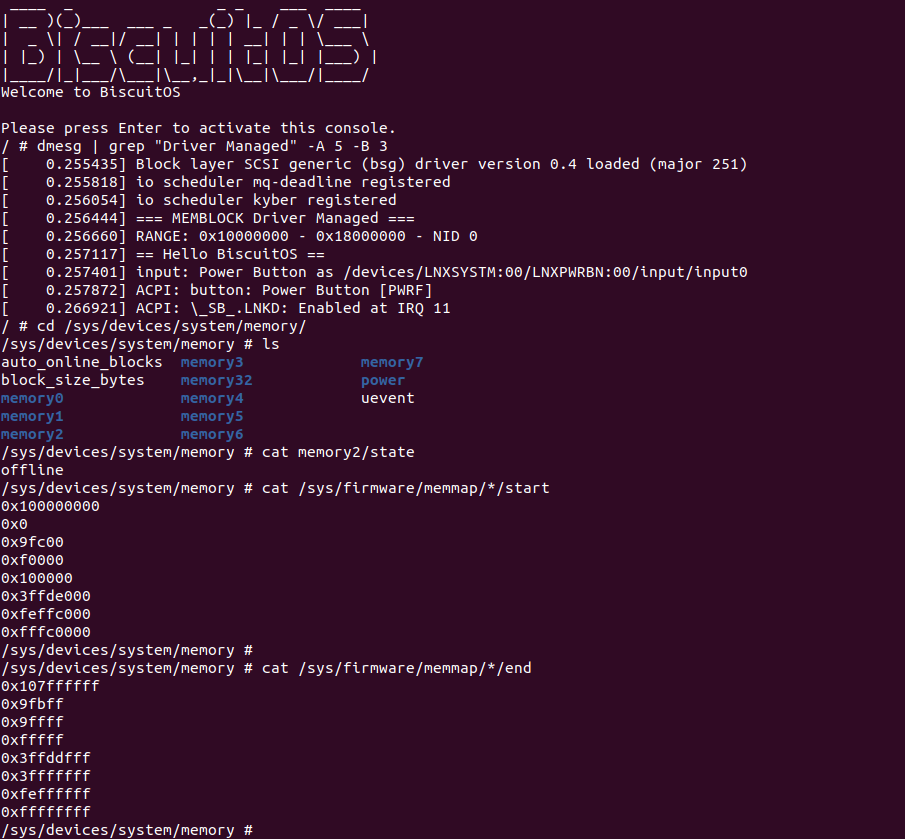 ____  _                _ _    ___  ____
| __ )(_)___  ___ _   _(_) |_ / _ \/ ___|
|  _ \| / __|/ __| | | | | __| | | \___ \
| |_) | \__ \ (__| |_| | | |_| |_| |___) |
|____/|_|___/\___|\__,_|_|\__|\___/|____/
Welcome to BiscuitOS

Please press Enter to activate this console.
/ # dmesg | grep "Driver Managed" -A 5 -B 3
[    0.255435] Block layer SCSI generic (bsg) driver version 0.4 loaded (major 251)
[    0.255818] io scheduler mq-deadline registered
[    0.256054] io scheduler kyber registered
[    0.256444] === MEMBLOCK Driver Managed ===
[    0.256660] RANGE: 0x10000000 - 0x18000000 - NID 0
[    0.257117] == Hello BiscuitOS ==
[    0.257401] input: Power Button as /devices/LNXSYSTM:00/LNXPWRBN:00/input/input0
[    0.257872] ACPI: button: Power Button [PWRF]
[    0.266921] ACPI: \_SB_.LNKD: Enabled at IRQ 11
/ # cd /sys/devices/system/memory/
/sys/devices/system/memory # ls
auto_online_blocks  memory3             memory7
block_size_bytes    memory32            power
memory0             memory4             uevent
memory1             memory5
memory2             memory6
/sys/devices/system/memory # cat memory2/state
offline
/sys/devices/system/memory # cat /sys/firmware/memmap/*/start
0x100000000
0x0
0x9fc00
0xf0000
0x100000
0x3ffde000
0xfeffc000
0xfffc0000
/sys/devices/system/memory #
/sys/devices/system/memory # cat /sys/firmware/memmap/*/end
0x107ffffff
0x9fbff
0x9ffff
0xfffff
0x3ffddfff
0x3fffffff
0xfeffffff
0xffffffff
/sys/devices/system/memory #